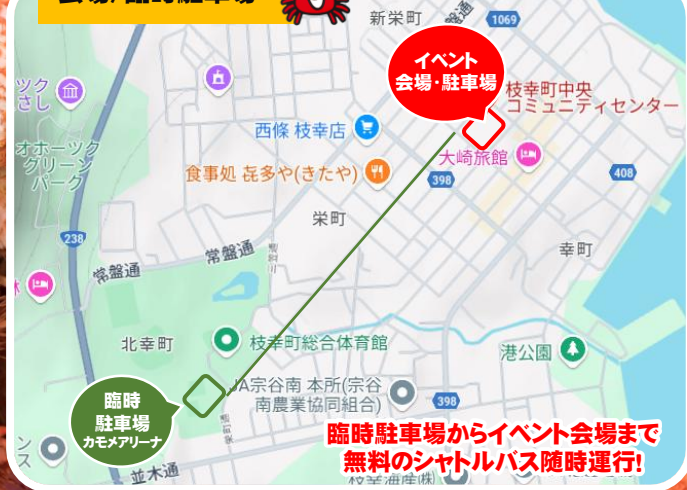 新栄町
1069
イベント
会場・駐車場
枝幸町中央
コミュニティセンター
西條 枝幸店
大崎旅館
オホーツク
グリーン
パーク
食事処 㐂多や(きたや)
398
408
栄町
238
常盤通
常盤通
三笠通
幸町
北幸町
枝幸町総合体育館
港公園
臨時
駐車場
カモメアリーナ
JA宗谷南 本所(宗谷
南農業協同組合)
398
栄町通
臨時駐車場からイベント会場まで
無料のシャトルバス随時運行!
並木通